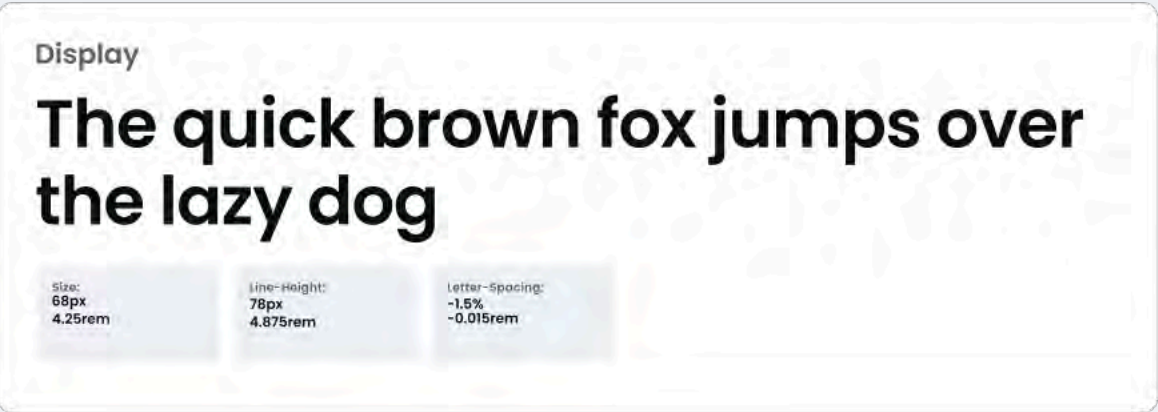 Display
The quick brown fox jumps over
the lazy dog
Size:
68px
4.25rem
Line-Height:
78px
4.875rem
Letter-Spacing:
-1.5%
-0.015rem